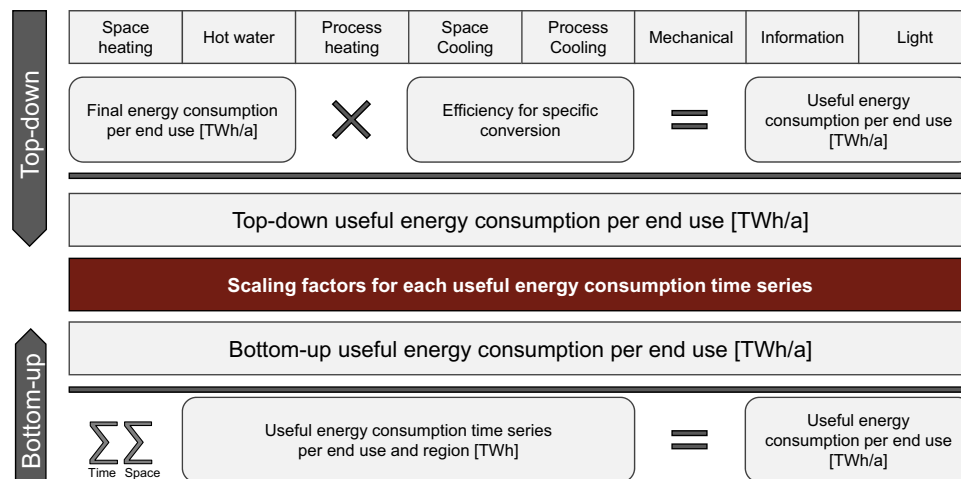 Top-down
Space
heating
Hot water
Process
heating
Space
Cooling
Process
Cooling
Mechanical
Information
Light
Final energy consumption
per end use [TWh/a]
Efficiency for specific
conversion
=
Useful energy
consumption per end use
[TWh/a]
Top-down useful energy consumption per end use [TWh/a]
Scaling factors for each useful energy consumption time series
Bottom-up useful energy consumption per end use [TWh/a]
Bottom-up
∑∑
Time Space
Useful energy consumption time series
per end use and region [TWh]
=
Useful energy
consumption per end use
[TWh/a]